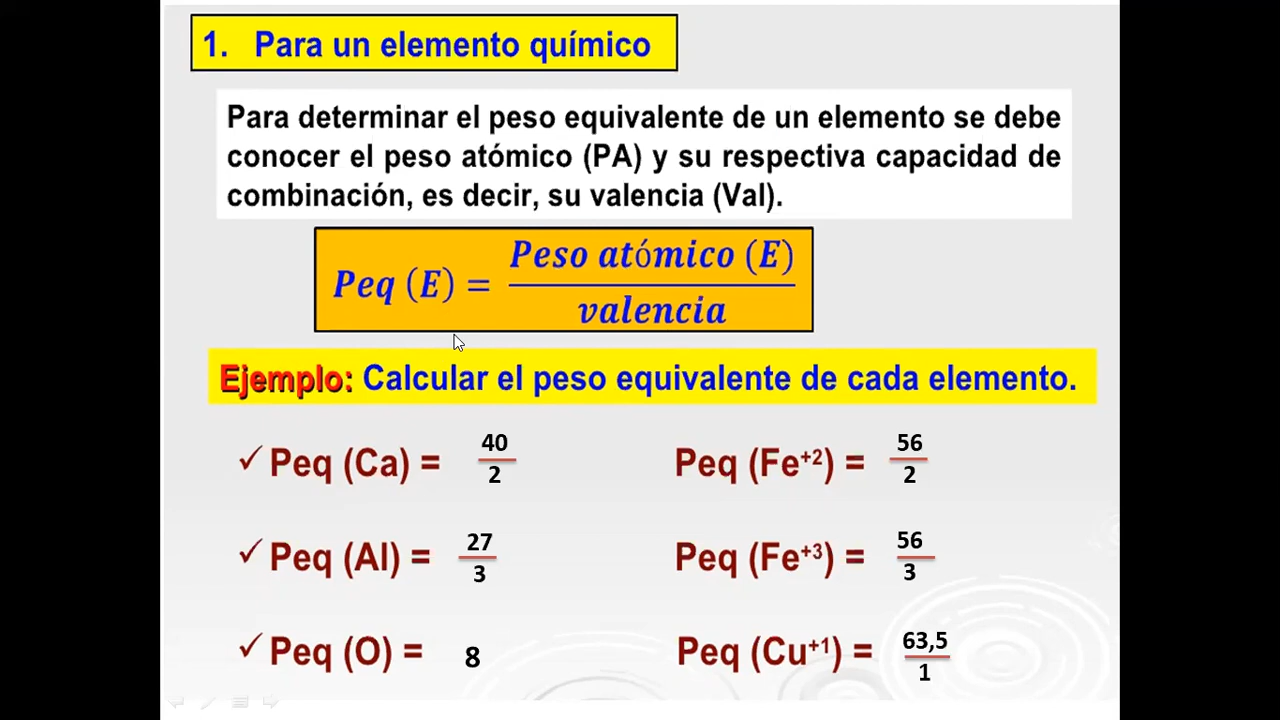 1. Para un elemento químico
Para determinar el peso equivalente de un elemento se debe
conocer el peso atómico (PA) y su respectiva capacidad de
combinación, es decir, su valencia (Val).
Peq (E) = Peso atómico (E) / valencia
Ejemplo: Calcular el peso equivalente de cada elemento.
✓ Peq (Ca) = 40/2
Peq (Fe⁺²) = 56/2
✓ Peq (Al) = 27/3
Peq (Fe⁺³) = 56/3
✓ Peq (O) = 8
Peq (Cu⁺¹) = 63,5/1